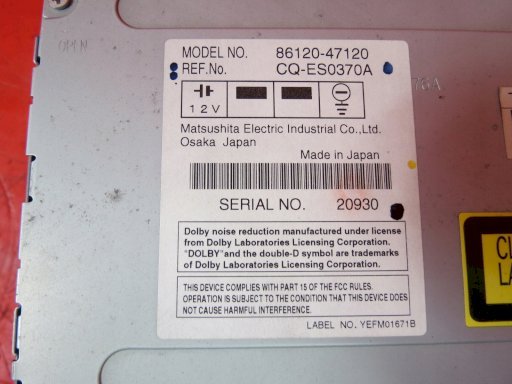 OPEN
MODEL NO. 86120-47120
REF.No. CQ-ES0370A
12V
Matsushita Electric Industrial Co.,Ltd.
Osaka Japan
Made in Japan
SERIAL NO. 20930
Dolby noise reduction manufactured under license
from Dolby Laboratories Licensing Corporation.
"DOLBY" and the double-D symbol are trademarks
of Dolby Laboratories Licensing Corporation.
THIS DEVICE COMPLIES WITH PART 15 OF THE FCC RULES.
OPERATION IS SUBJECT TO THE CONDITION THAT THIS DEVICE DOES
NOT CAUSE HARMFUL INTERFERENCE.
LABEL NO. YEFM01671B